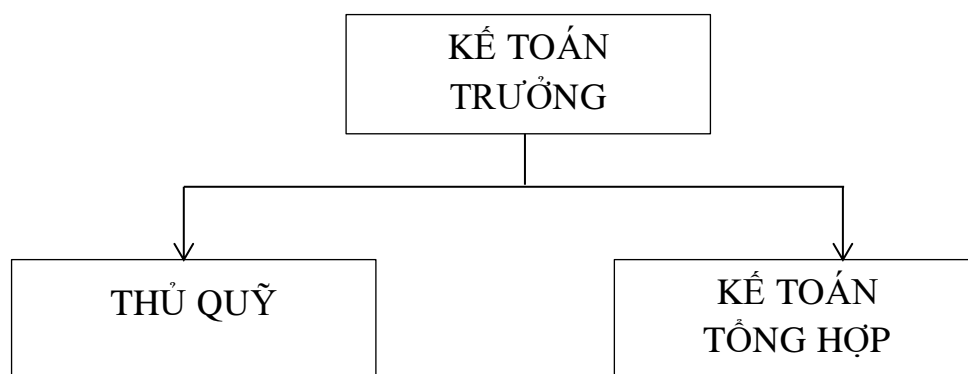 KẾ TOÁN
TRƯỞNG
THỦ QUỸ
KẾ TOÁN
TỔNG HỢP